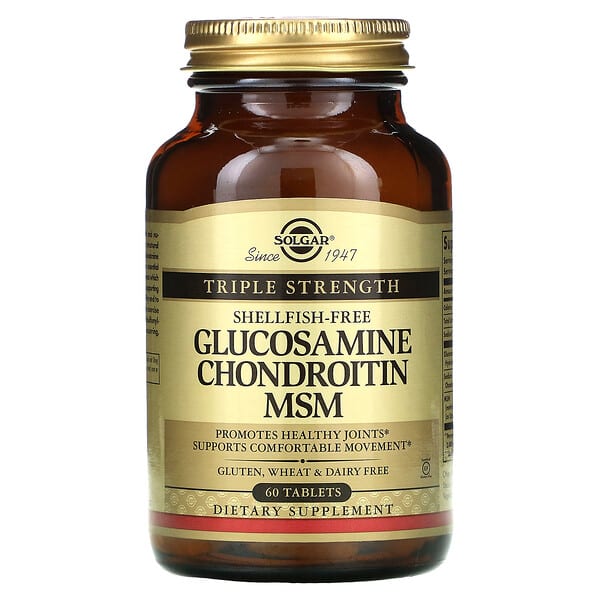 SOLGAR®
Since 1947
TRIPLE STRENGTH
SHELLFISH-FREE
GLUCOSAMINE
CHONDROITIN
MSM
PROMOTES HEALTHY JOINTS*
SUPPORTS COMFORTABLE MOVEMENT*
GLUTEN, WHEAT & DAIRY FREE
60 TABLETS
DIETARY SUPPLEMENT